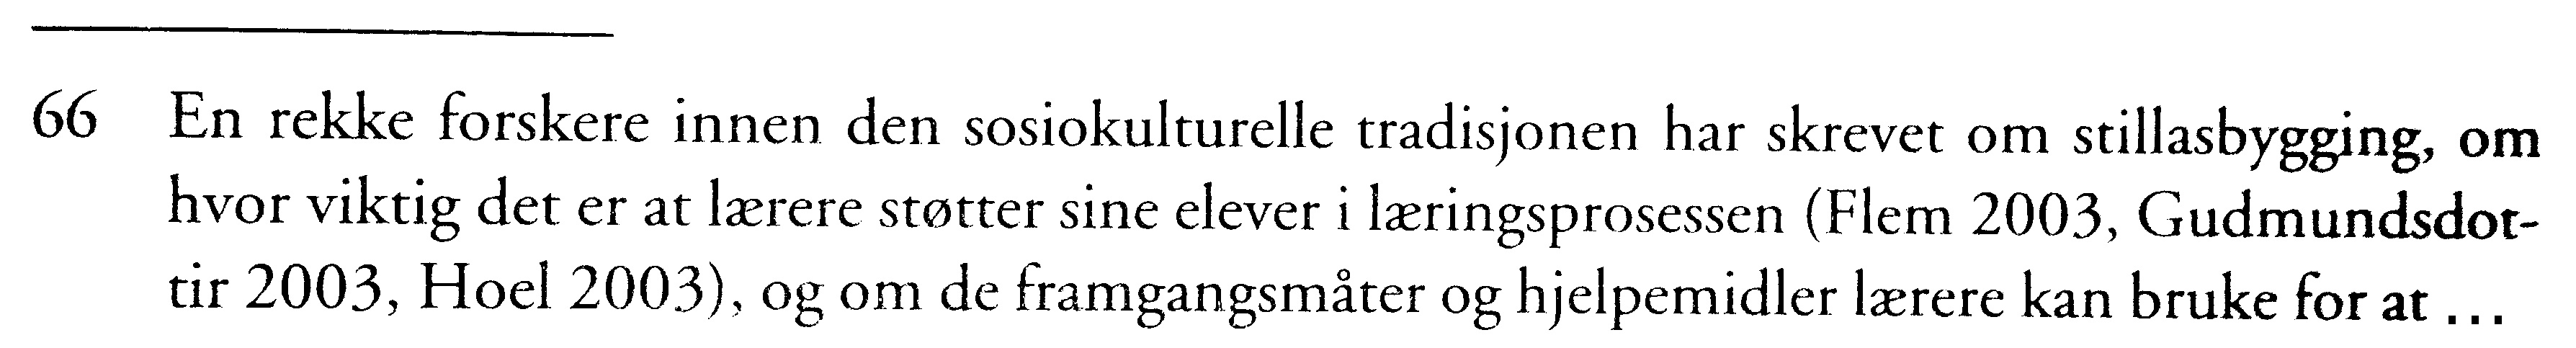 66 En rekke forskere innen den sosiokulturelle tradisjonen har skrevet om stillasbygging, om
hvor viktig det er at lærere støtter sine elever i læringsprosessen (Flem 2003, Gudmundsdot-
tir 2003, Hoel 2003), og om de framgangsmåter og hjelpemidler lærere kan bruke for at ...